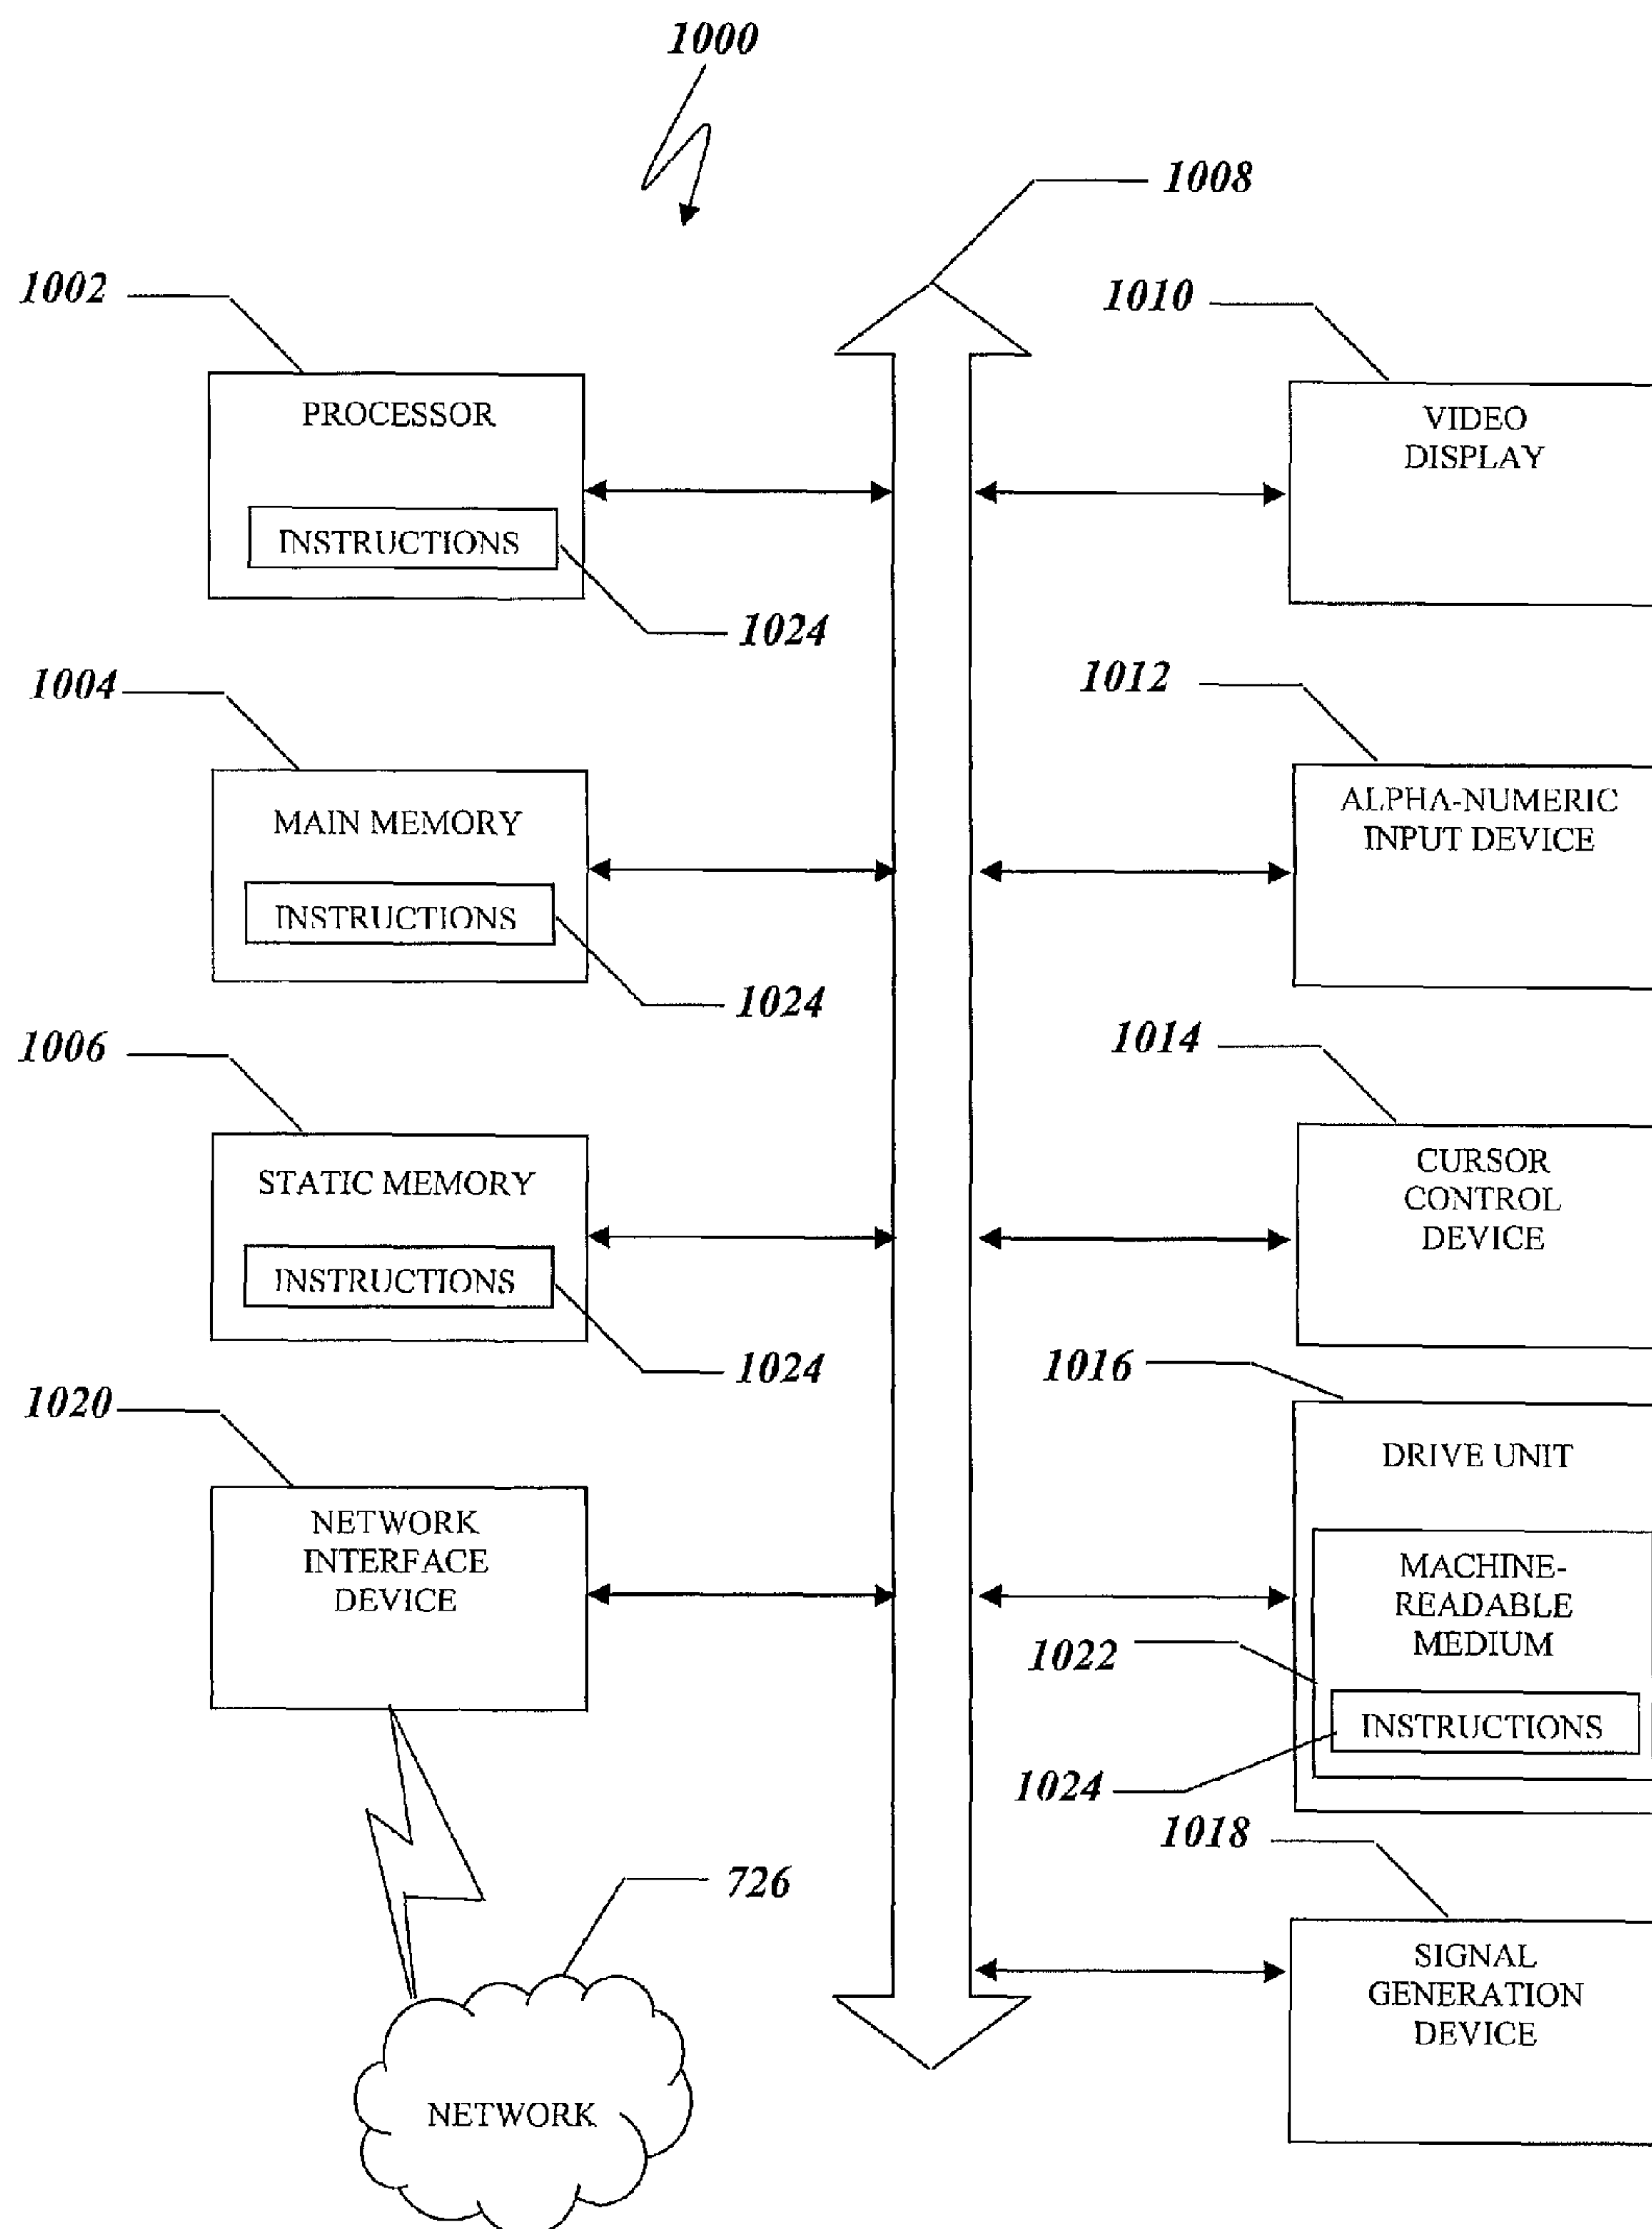 1000
1008
1002
PROCESSOR
INSTRUCTIONS
1024
1004
MAIN MEMORY
INSTRUCTIONS
1024
1006
STATIC MEMORY
INSTRUCTIONS
1024
1020
NETWORK
INTERFACE
DEVICE
726
NETWORK
1010
VIDEO
DISPLAY
1012
ALPHA-NUMERIC
INPUT DEVICE
1014
CURSOR
CONTROL
DEVICE
1016
DRIVE UNIT
MACHINE-
READABLE
MEDIUM
1022
INSTRUCTIONS
1024
1018
SIGNAL
GENERATION
DEVICE